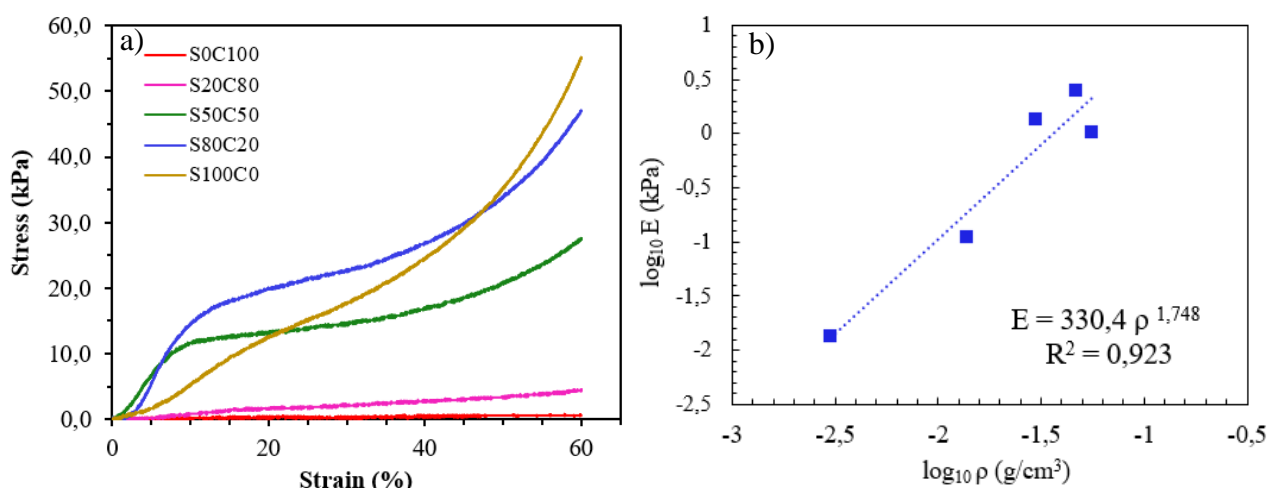 a)
60,0
50,0
40,0
30,0
20,0
10,0
0,0
Stress (kPa)
S0C100
S20C80
S50C50
S80C20
S100C0
0
20
40
60
Strain (%)
b)
1
0,5
0
-0,5
-1
-1,5
-2
-2,5
log₁₀ E (kPa)
E = 330,4 ρ ¹,⁷⁴⁸
R² = 0,923
-3
-2,5
-2
-1,5
-1
-0,5
log₁₀ ρ (g/cm³)